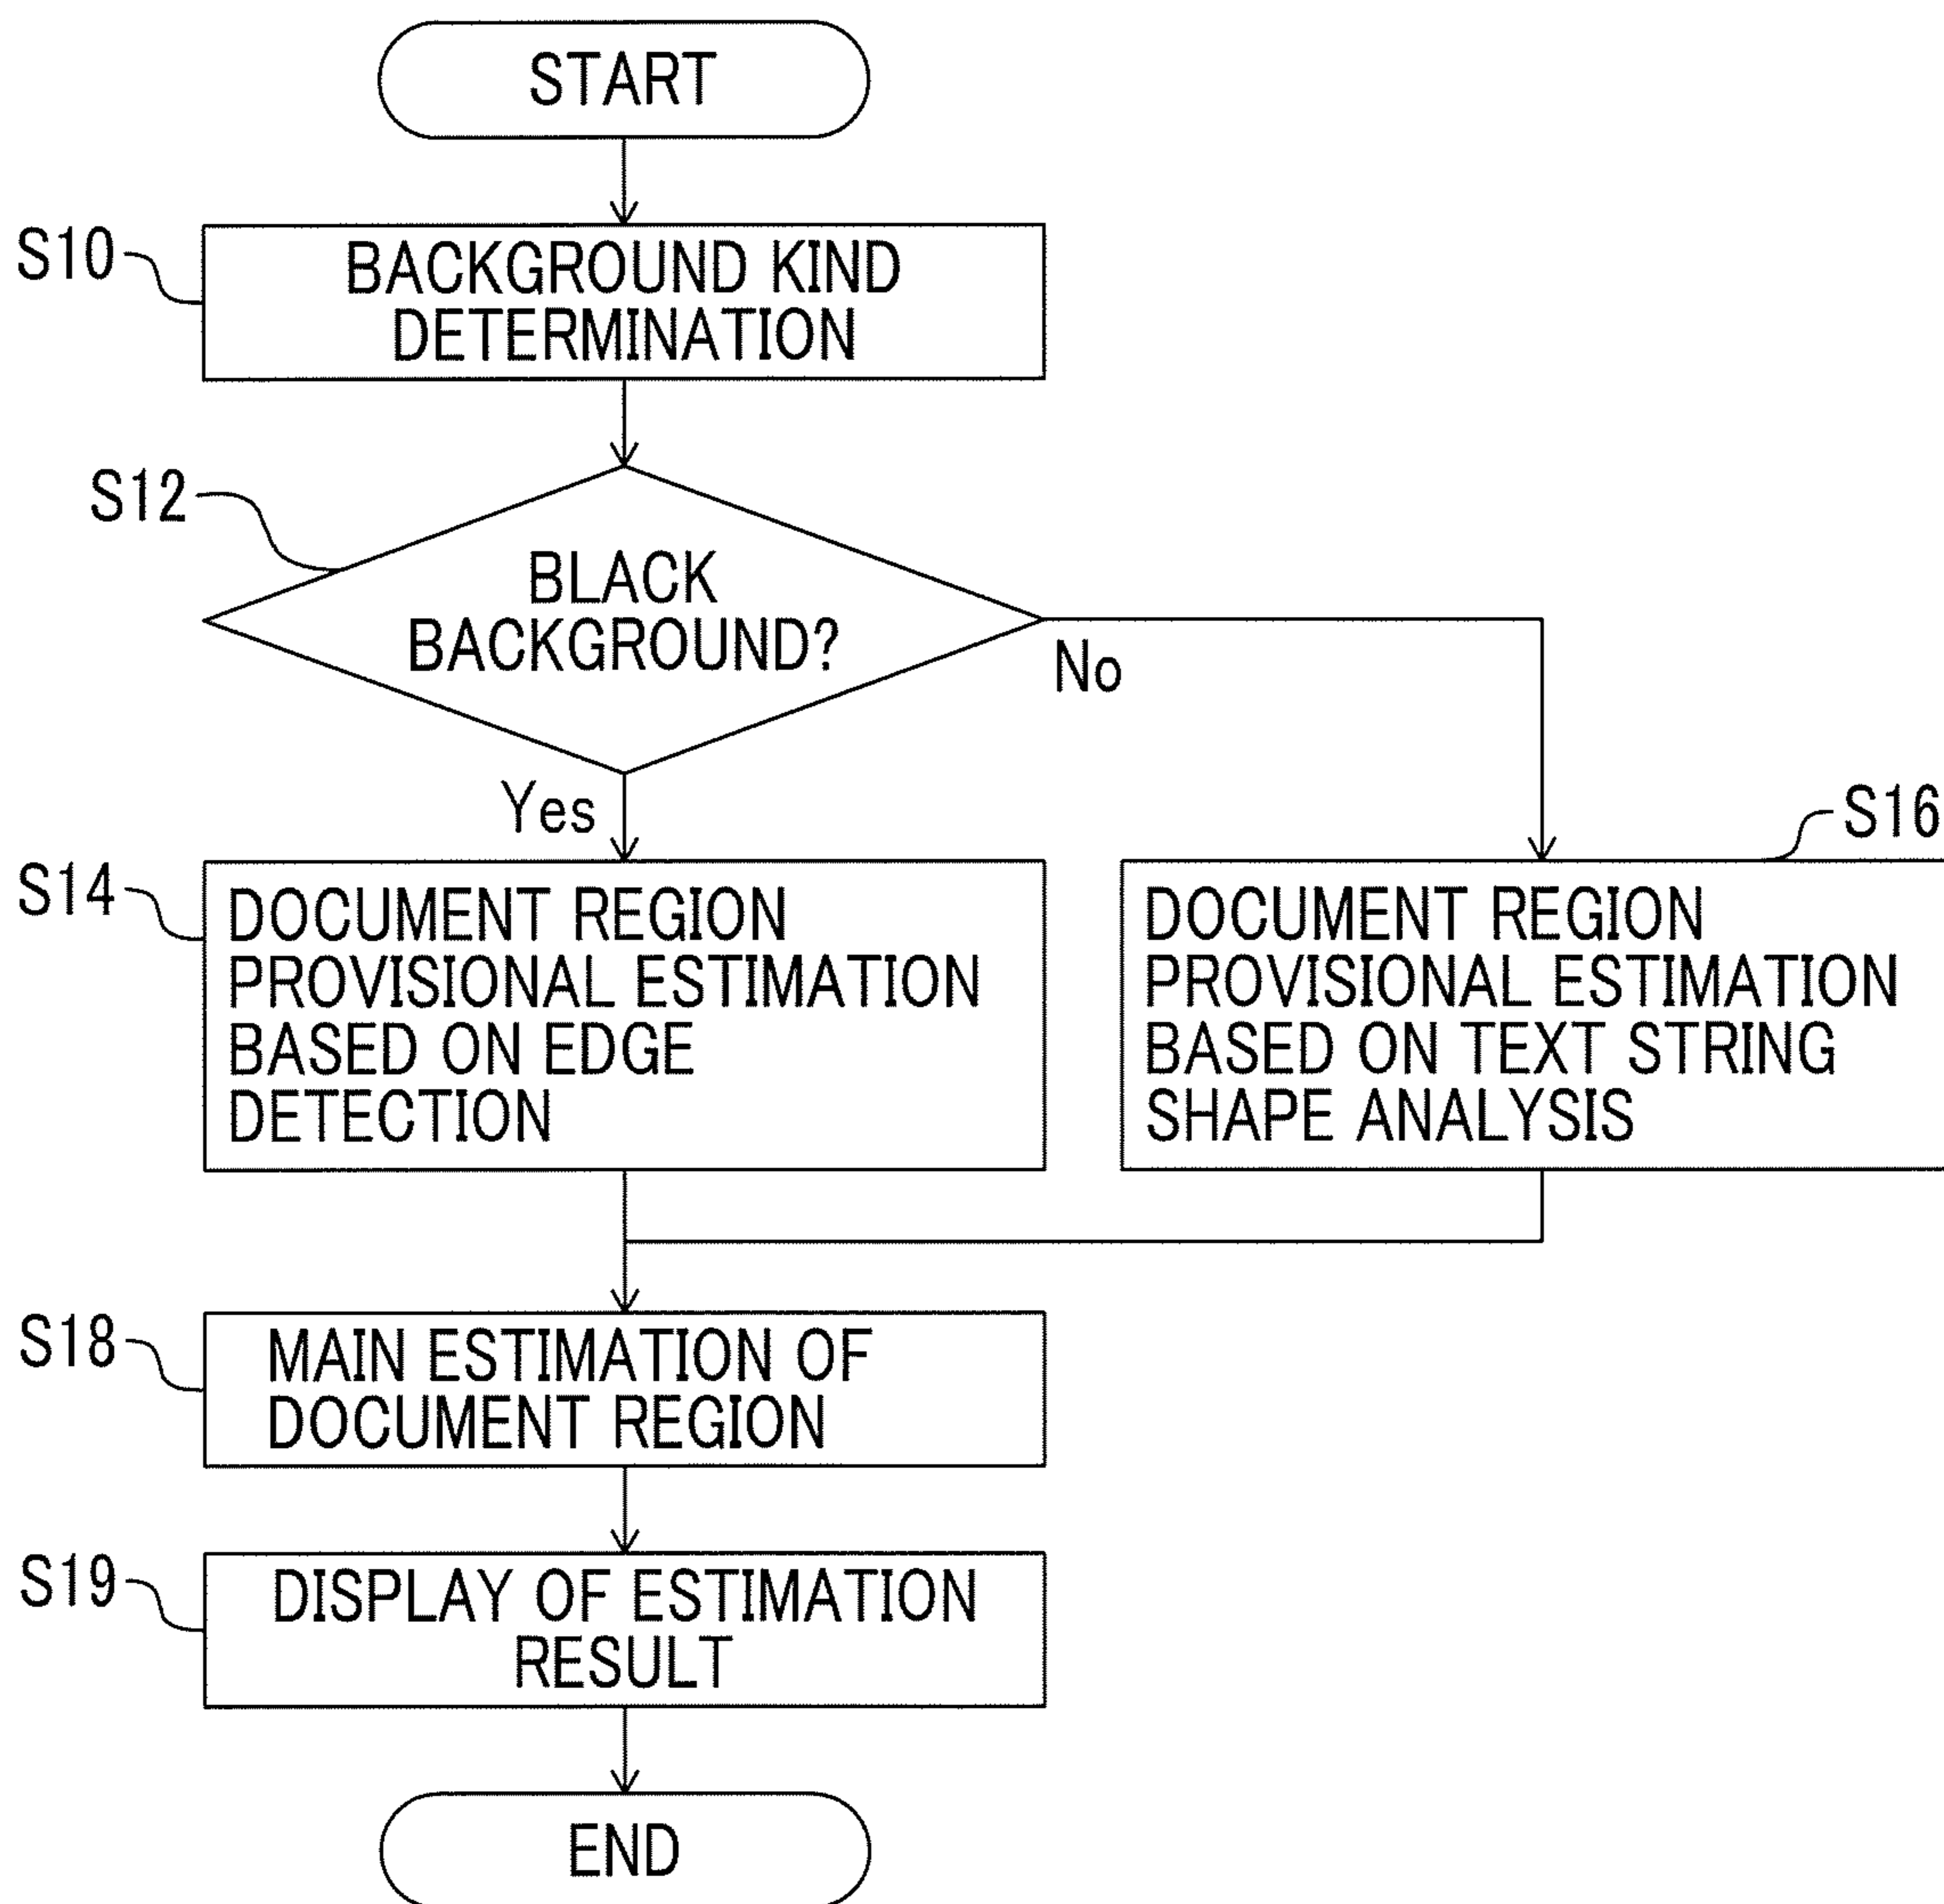 START
S10
BACKGROUND KIND
DETERMINATION
S12
BLACK
BACKGROUND?
No
Yes
S14
DOCUMENT REGION
PROVISIONAL ESTIMATION
BASED ON EDGE
DETECTION
S16
DOCUMENT REGION
PROVISIONAL ESTIMATION
BASED ON TEXT STRING
SHAPE ANALYSIS
S18
MAIN ESTIMATION OF
DOCUMENT REGION
S19
DISPLAY OF ESTIMATION
RESULT
END